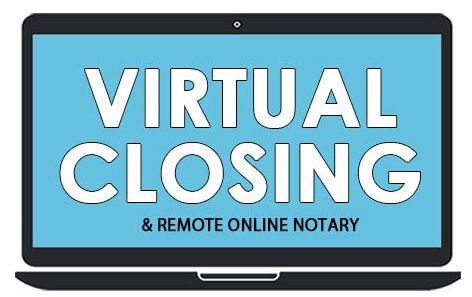 VIRTUAL
CLOSING
& REMOTE ONLINE NOTARY